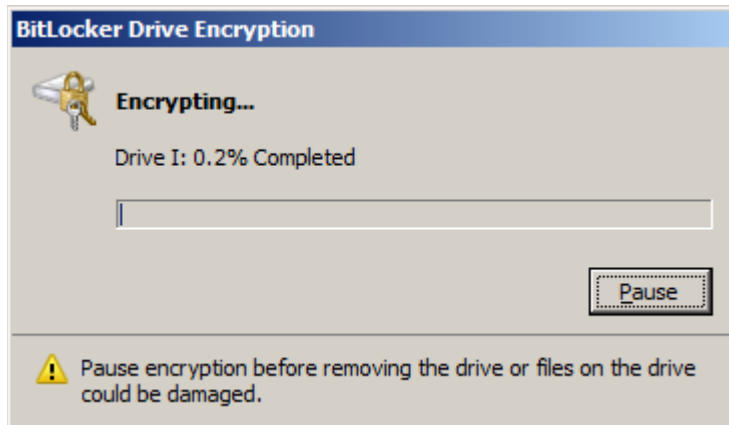 BitLocker Drive Encryption
Encrypting...
Drive I: 0.2% Completed
Pause
Pause encryption before removing the drive or files on the drive
could be damaged.